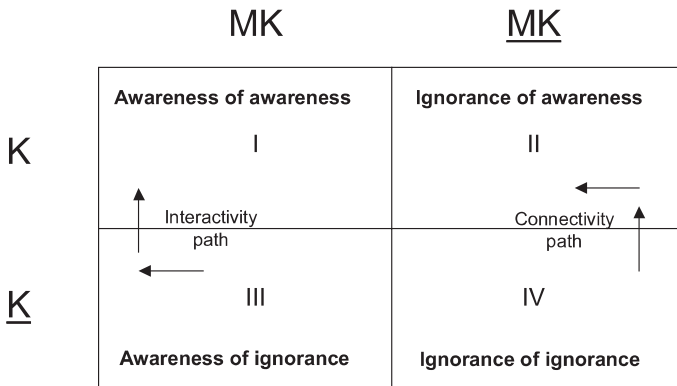 MK MK
Awareness of awareness Ignorance of awareness
K I II
Interactivity path Connectivity path
K III IV
Awareness of ignorance Ignorance of ignorance